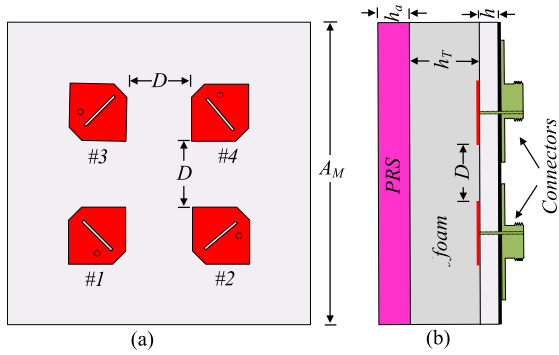 D
#3
#4
D
A_M
#1
#2
(a)
h_a
h
h_T
PRS
D
foam
Connectors
(b)